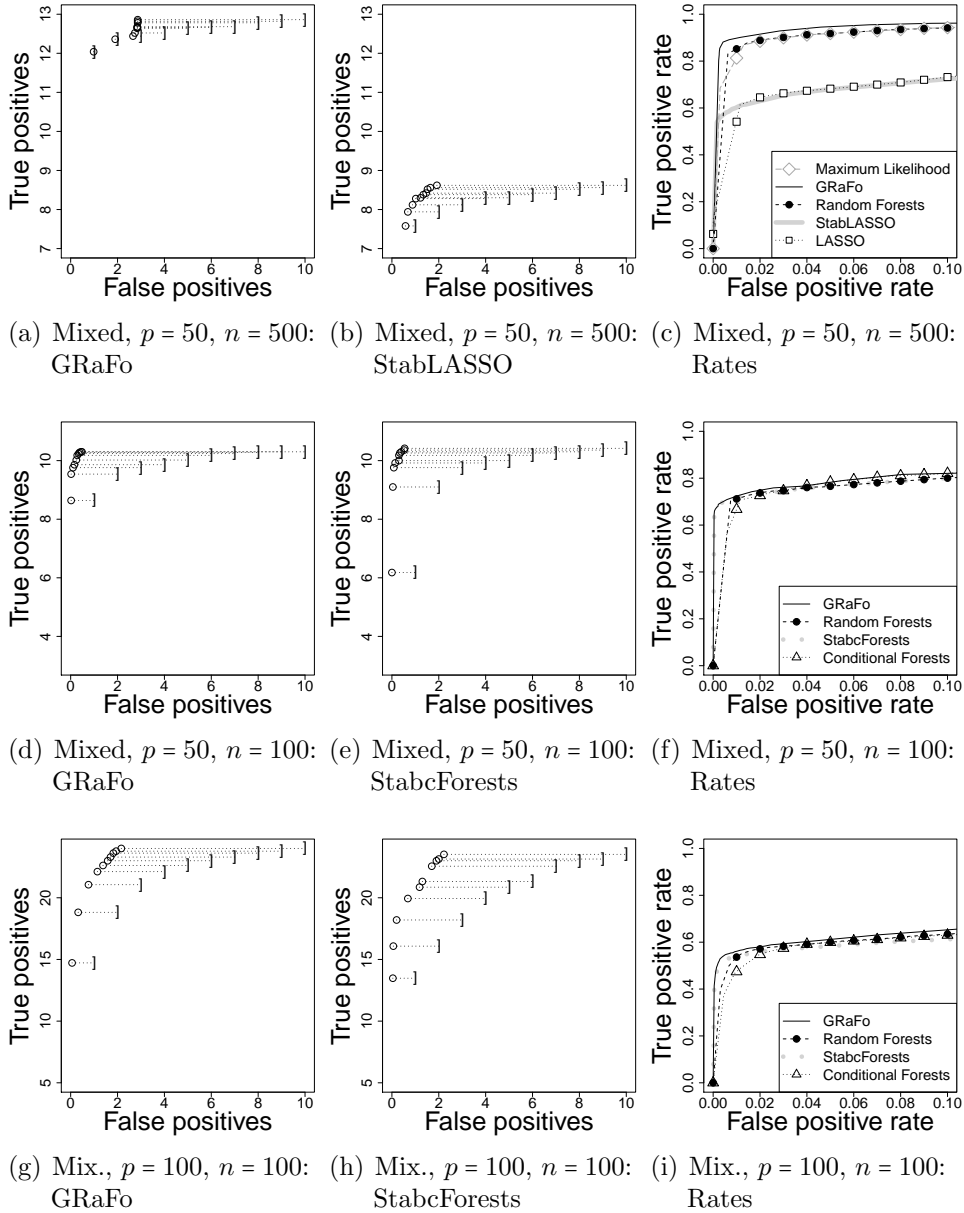 13
12
11
10
9
8
7
True positives
0 2 4 6 8 10
False positives
(a) Mixed, p = 50, n = 500:
GRaFo
13
12
11
10
9
8
7
True positives
0 2 4 6 8 10
False positives
(b) Mixed, p = 50, n = 500:
StabLASSO
1.0
0.8
0.6
0.4
0.2
0.0
True positive rate
Maximum Likelihood
GRaFo
Random Forests
StabLASSO
LASSO
0.00 0.02 0.04 0.06 0.08 0.10
False positive rate
(c) Mixed, p = 50, n = 500:
Rates
10
8
6
4
True positives
0 2 4 6 8 10
False positives
(d) Mixed, p = 50, n = 100:
GRaFo
10
8
6
4
True positives
0 2 4 6 8 10
False positives
(e) Mixed, p = 50, n = 100:
StabcForests
1.0
0.8
0.6
0.4
0.2
0.0
True positive rate
GRaFo
Random Forests
StabcForests
Conditional Forests
0.00 0.02 0.04 0.06 0.08 0.10
False positive rate
(f) Mixed, p = 50, n = 100:
Rates
20
15
10
5
True positives
0 2 4 6 8 10
False positives
(g) Mix., p = 100, n = 100:
GRaFo
20
15
10
5
True positives
0 2 4 6 8 10
False positives
(h) Mix., p = 100, n = 100:
StabcForests
1.0
0.8
0.6
0.4
0.2
0.0
True positive rate
GRaFo
Random Forests
StabcForests
Conditional Forests
0.00 0.02 0.04 0.06 0.08 0.10
False positive rate
(i) Mix., p = 100, n = 100:
Rates